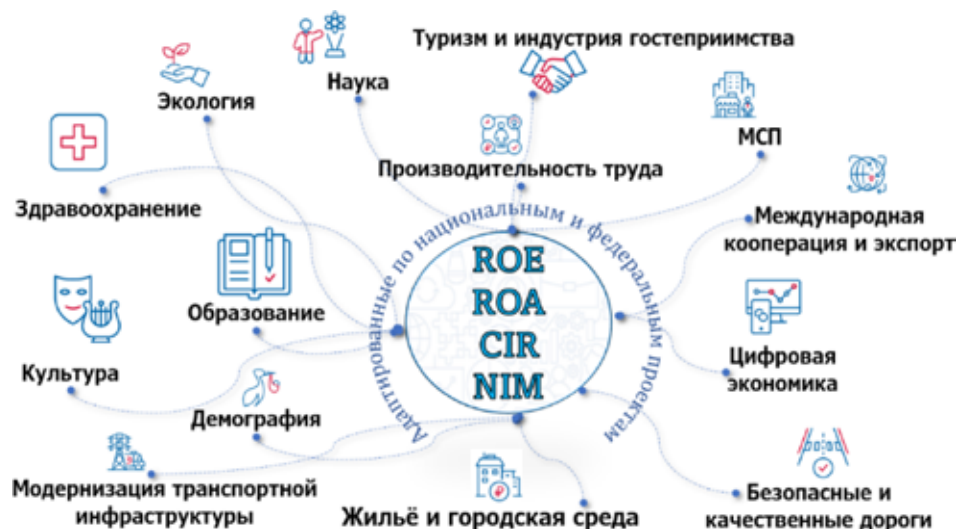 Туризм и индустрия гостеприимства
Наука
Экология
МСП
Производительность труда
Здравоохранение
Международная
кооперация и экспорт
Адаптированные по национальным и федеральным проектам
ROE
ROA
CIR
NIM
Образование
Культура
Цифровая
экономика
Демография
Модернизация транспортной
инфраструктуры
Жильё и городская среда
Безопасные и
качественные дороги